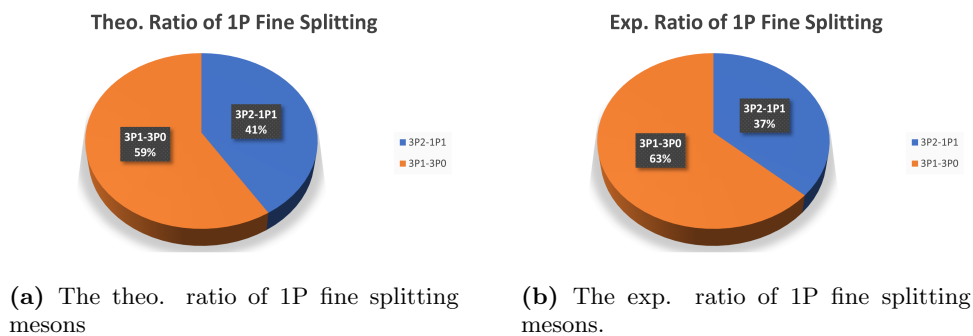 Theo. Ratio of 1P Fine Splitting
3P2-1P1
41%
3P1-3P0
59%
3P2-1P1
3P1-3P0
(a) The theo. ratio of 1P fine splitting
mesons
Exp. Ratio of 1P Fine Splitting
3P2-1P1
37%
3P1-3P0
63%
3P2-1P1
3P1-3P0
(b) The exp. ratio of 1P fine splitting
mesons.